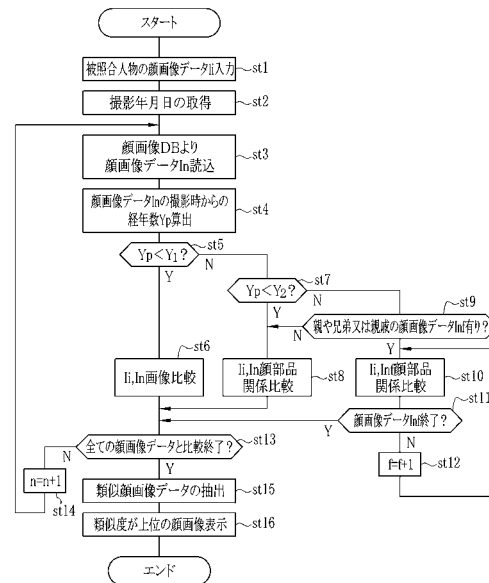 スタート
被照合人物の顔画像データIi入力
st1
撮影年月日の取得
st2
顔画像DBより
顔画像データIn読込
st3
顔画像データInの撮影時からの
経年数Yp算出
st4
Yp<Y1?
st5
N
Y
Yp<Y2?
st7
N
Y
親や兄弟又は親戚の顔画像データInf有り?
st9
N
Y
Ii,In画像比較
st6
Ii,In顔部品
関係比較
st8
Ii,Inf顔部品
関係比較
st10
顔画像データInf終了?
st11
Y
N
f=f+1
st12
全ての顔画像データと比較終了?
st13
N
Y
n=n+1
st14
類似顔画像データの抽出
st15
類似度が上位の顔画像表示
st16
エンド